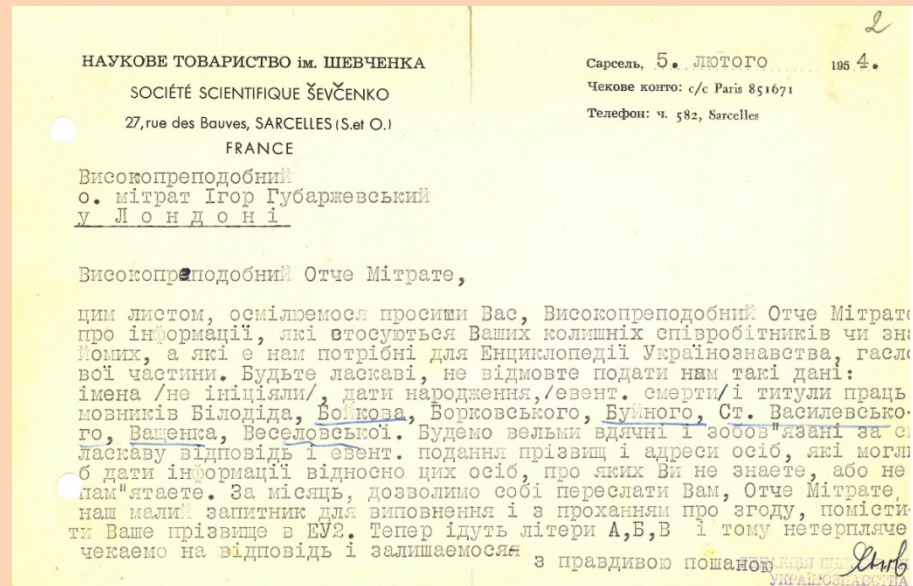 2
НАУКОВЕ ТОВАРИСТВО ім. ШЕВЧЕНКА
SOCIÉTÉ SCIENTIFIQUE ŠEVČENKO
27, rue des Bauves, SARCELLES (S. et O.)
FRANCE
Сарсель, 5. лютого 1954.
Чекове конто: c/c Paris 851671
Телефон: ч. 582, Sarcelles
Високопреподобний
о. мітрат Ігор Губаржевський
у Лондоні
Високопреподобний Отче Мітрате,
цим листом, осмілюємося просиши Вас, Високопреподобний Отче Мітрате
про інформації, які стосуються Ваших колишніх співробітників чи зна
йомих, а які є нам потрібні для Енциклопедії Українознавства, гасло
вої частини. Будьте ласкаві, не відмовте подати нам такі дані:
імена /не ініціяли/, дати народження,/евент. смерти/і титули праць
мовників Білодіда, Бойкова, Борковського, Буйного, Ст. Василевсько-
го, Ващенка, Веселовської. Будемо вельми вдячні і зобов"язані за
ласкаву відповідь і евент. подання прізвищ і адреси осіб, які могли
б дати інформації відносно цих осіб, про яких Ви не знаєте, або не
пам"ятаєте. За місяць, дозволимо собі переслати Вам, Отче Мітрате,
наш малий запитник для виповнення і з проханням про згоду, помісти-
ти Ваше прізвище в ЕУ2. Тепер ідуть літери А,Б,В і тому нетерпляче
чекаємо на відповідь і залишаємося
з правдивою пошаною
УКРАЇНОЗНАВСТВА